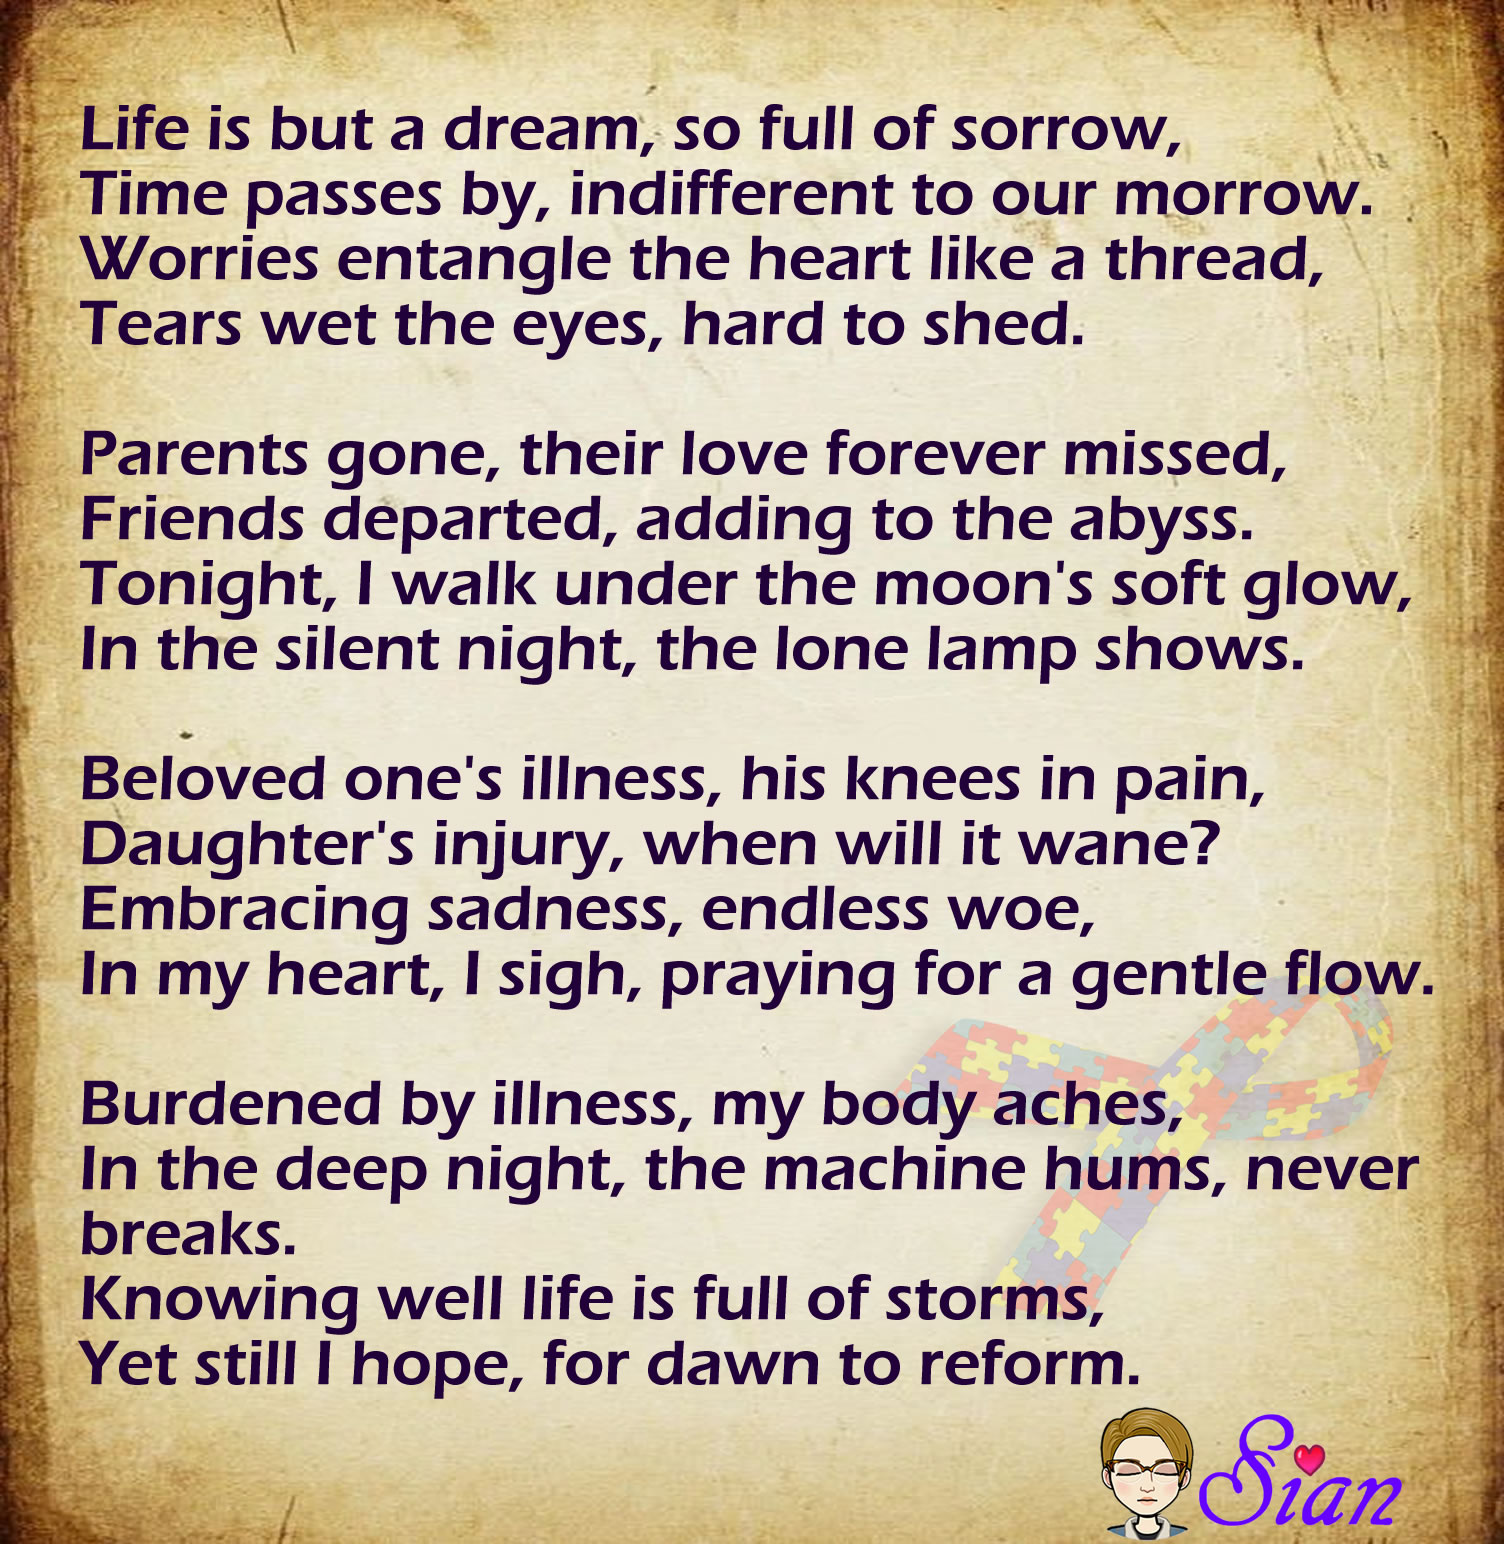 Life is but a dream, so full of sorrow,
Time passes by, indifferent to our morrow.
Worries entangle the heart like a thread,
Tears wet the eyes, hard to shed.
Parents gone, their love forever missed,
Friends departed, adding to the abyss.
Tonight, I walk under the moon's soft glow,
In the silent night, the lone lamp shows.
Beloved one's illness, his knees in pain,
Daughter's injury, when will it wane?
Embracing sadness, endless woe,
In my heart, I sigh, praying for a gentle flow.
Burdened by illness, my body aches,
In the deep night, the machine hums, never
breaks.
Knowing well life is full of storms,
Yet still I hope, for dawn to reform.
Sian